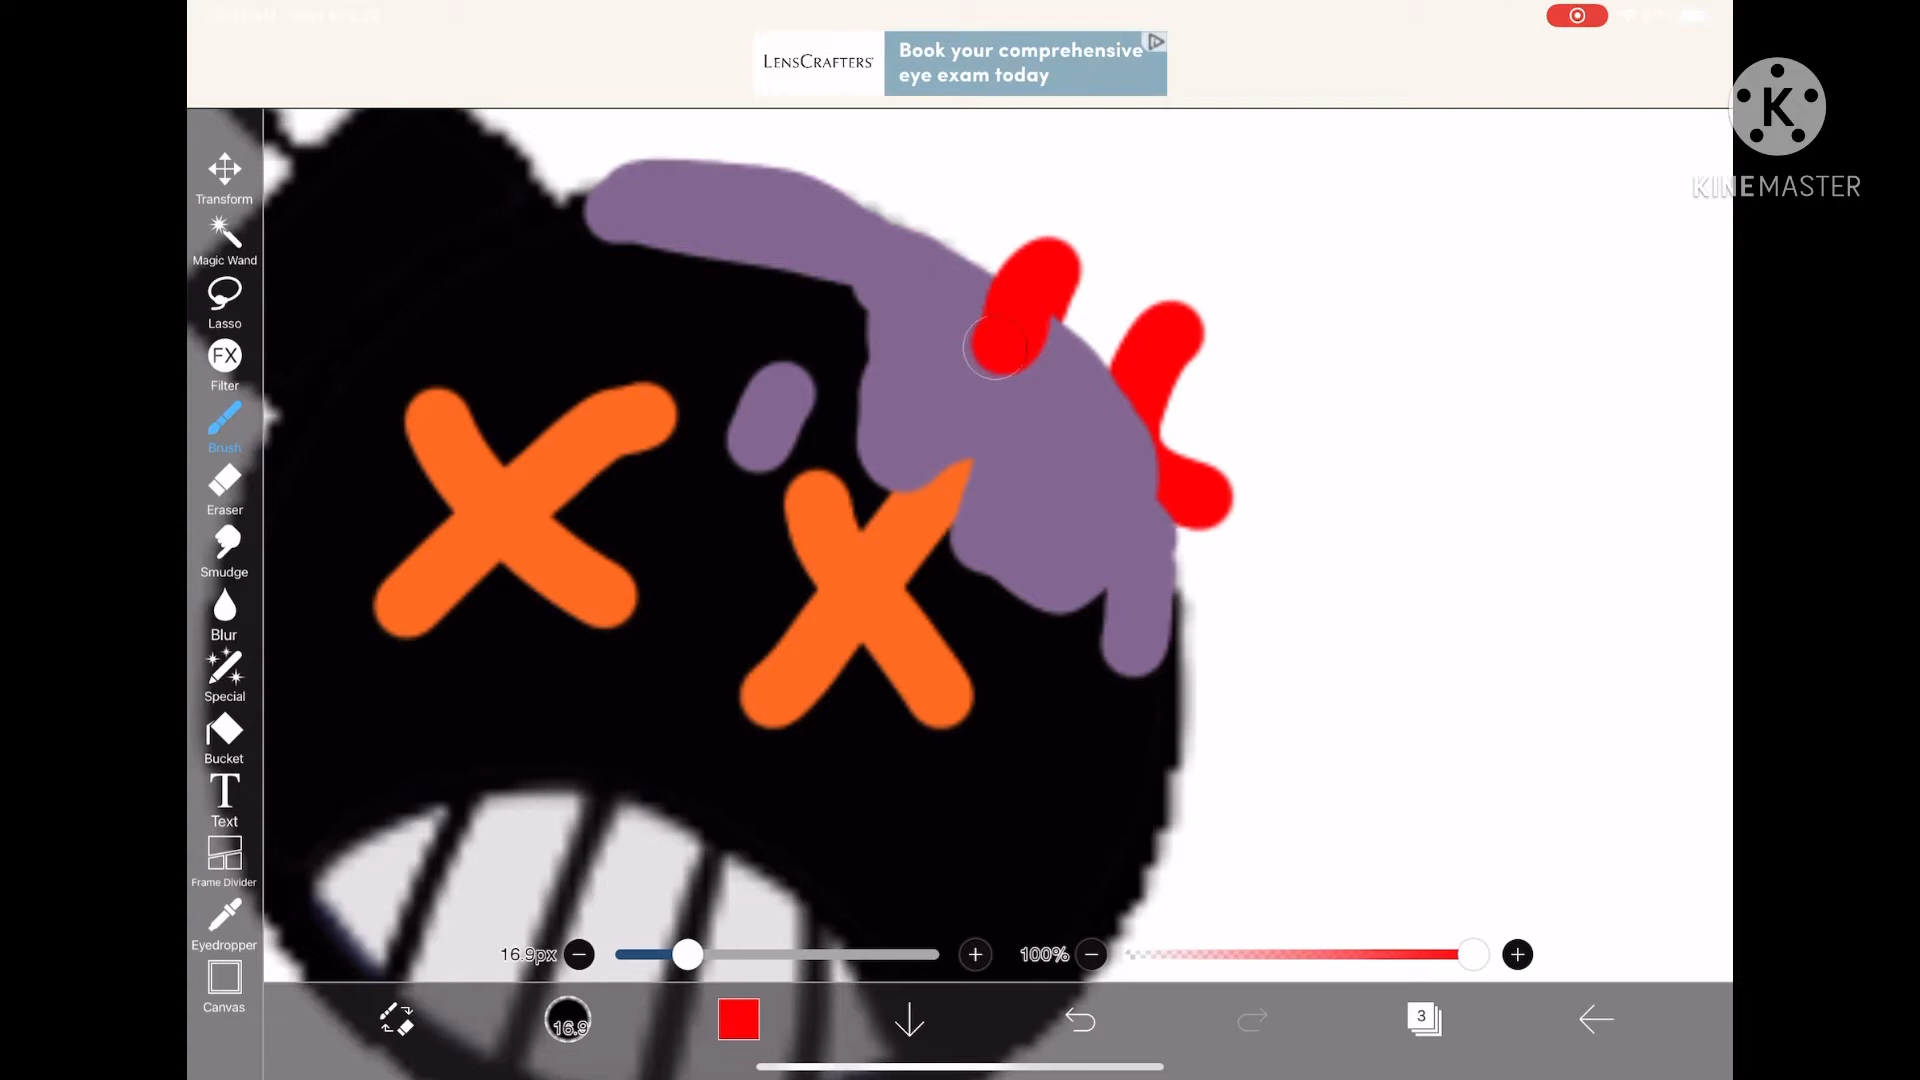 LENSCRAFTERS
Book your comprehensive
eye exam today
K
KINEMASTER
Transform
Magic Wand
Lasso
FX
Filter
Brush
Eraser
Smudge
Blur
Special
Bucket
T
Text
Frame Divider
Eyedropper
Canvas
16.9px
100%
16.9
3